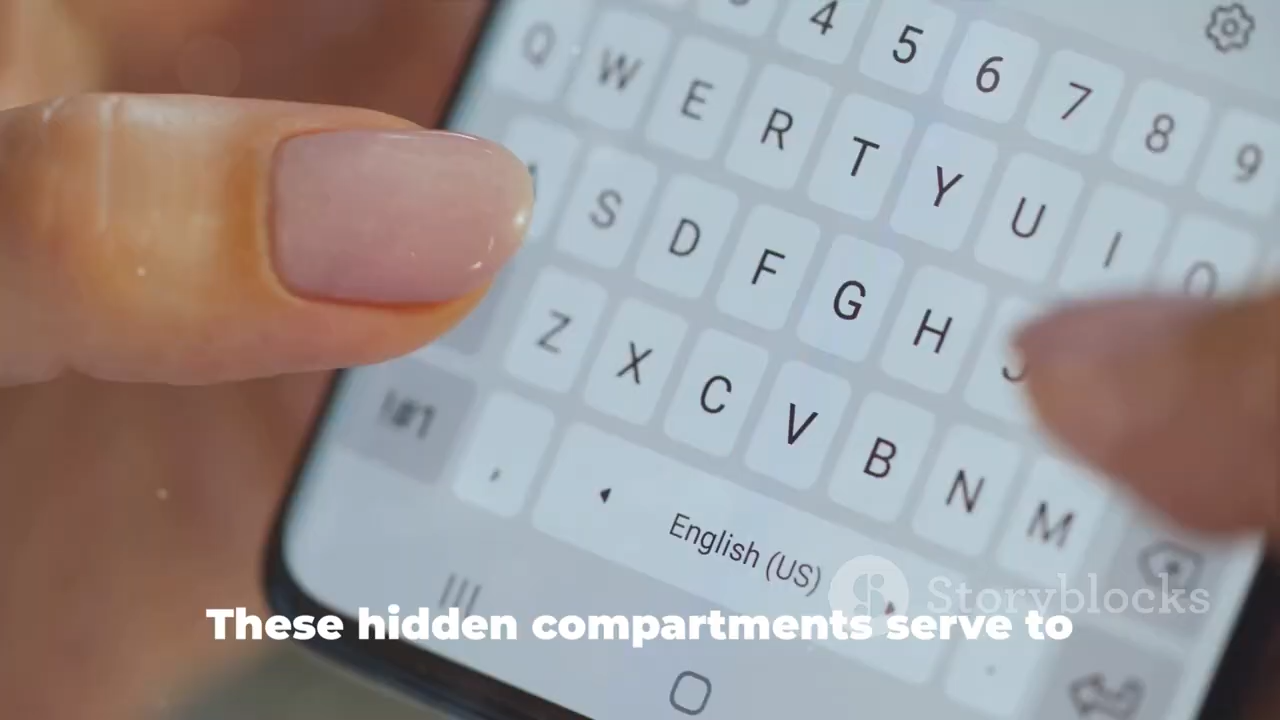 4 5 6 7 8 9
Q W E R T Y U I O
S D F G H J
!#1 Z X C V B N M
, English (US) .
Storyblocks
These hidden compartments serve to